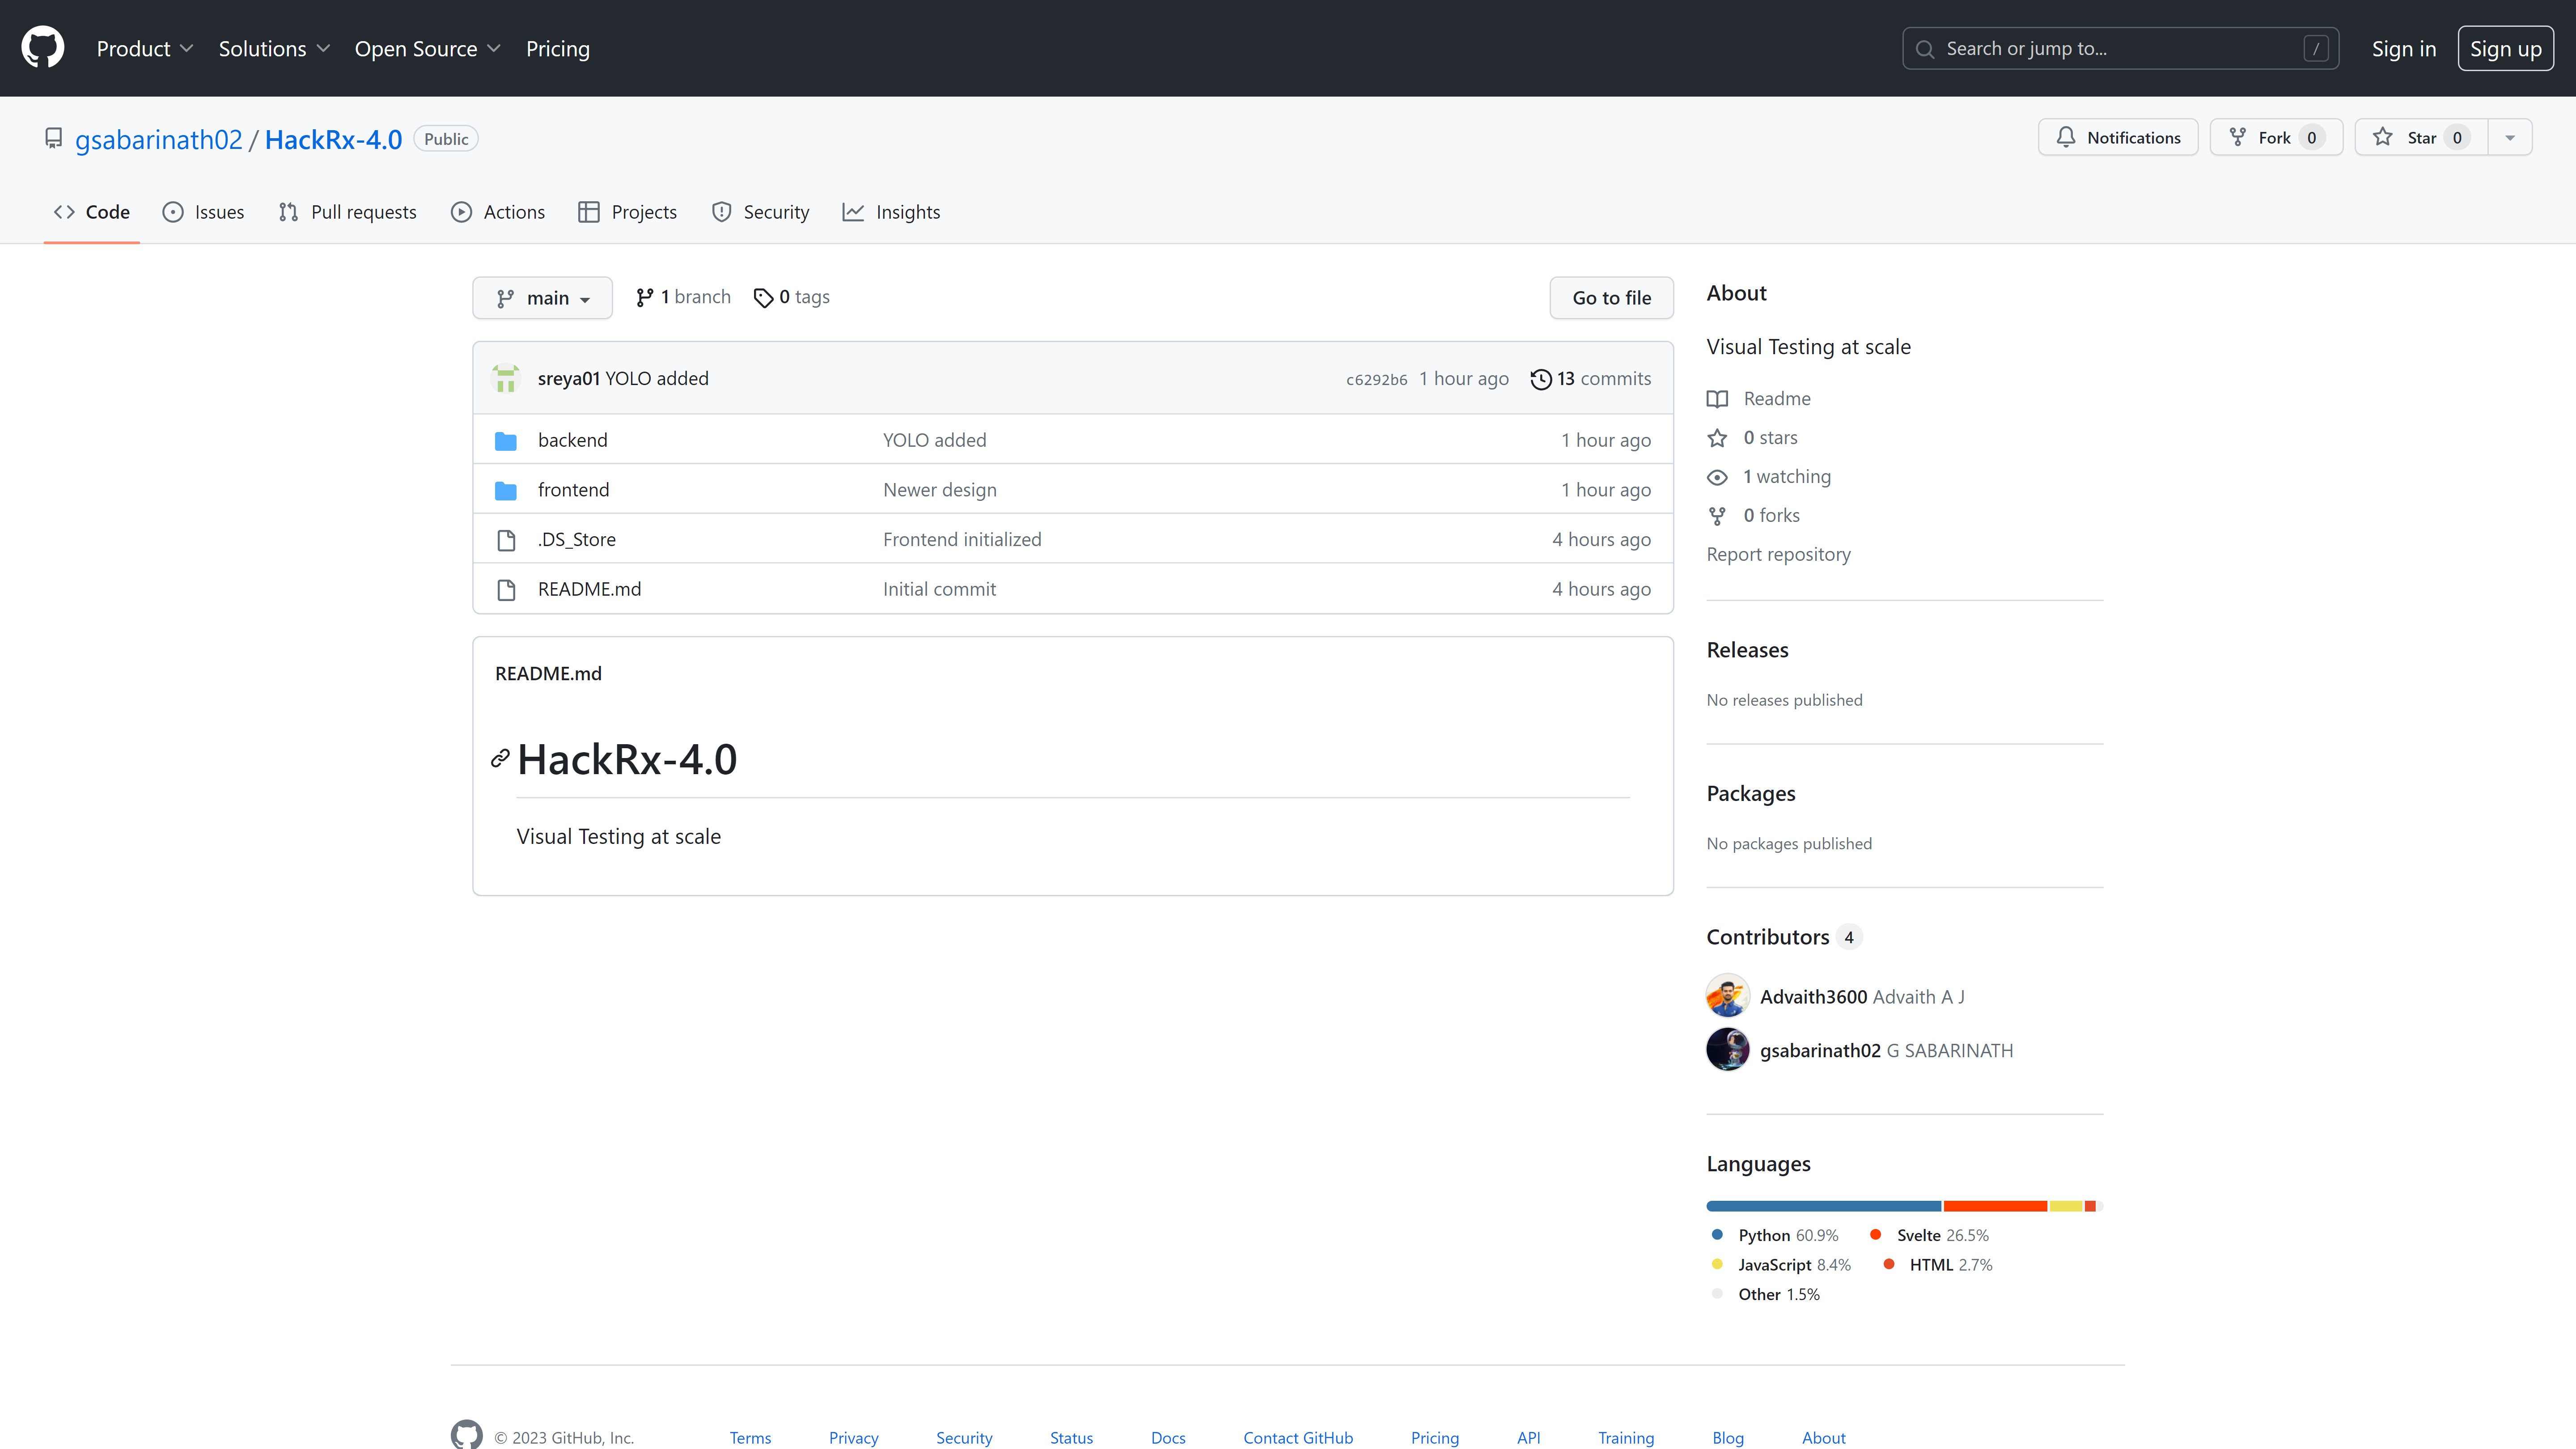 Product Solutions Open Source Pricing Search or jump to... / Sign in Sign up
gsabarinath02 / HackRx-4.0 Public Notifications Fork 0 Star 0
Code Issues Pull requests Actions Projects Security Insights
main 1 branch 0 tags Go to file
sreya01 YOLO added c6292b6 1 hour ago 13 commits
backend YOLO added 1 hour ago
frontend Newer design 1 hour ago
.DS_Store Frontend initialized 4 hours ago
README.md Initial commit 4 hours ago
README.md
HackRx-4.0
Visual Testing at scale
About
Visual Testing at scale
Readme
0 stars
1 watching
0 forks
Report repository
Releases
No releases published
Packages
No packages published
Contributors 4
Advaith3600 Advaith A J
gsabarinath02 G SABARINATH
Languages
Python 60.9% Svelte 26.5%
JavaScript 8.4% HTML 2.7%
Other 1.5%
© 2023 GitHub, Inc. Terms Privacy Security Status Docs Contact GitHub Pricing API Training Blog About